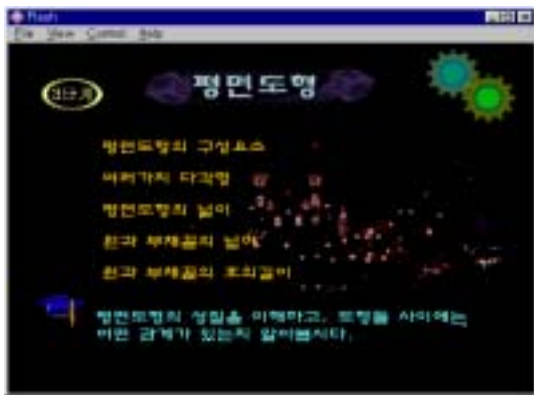 Flash
File View Control Help
평면도형
평면도형의 구성요소
여러가지 다각형
평면도형의 넓이
원과 부채꼴의 넓이
원과 부채꼴의 호의길이
평면도형의 성질을 이해하고, 도형들 사이에는
어떤 관계가 있는지 알아봅시다.